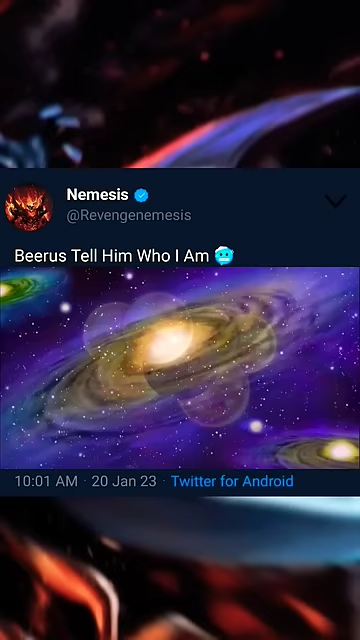 Nemesis
@Revengenemesis
Beerus Tell Him Who I Am 🥶
10:01 AM · 20 Jan 23 · Twitter for Android